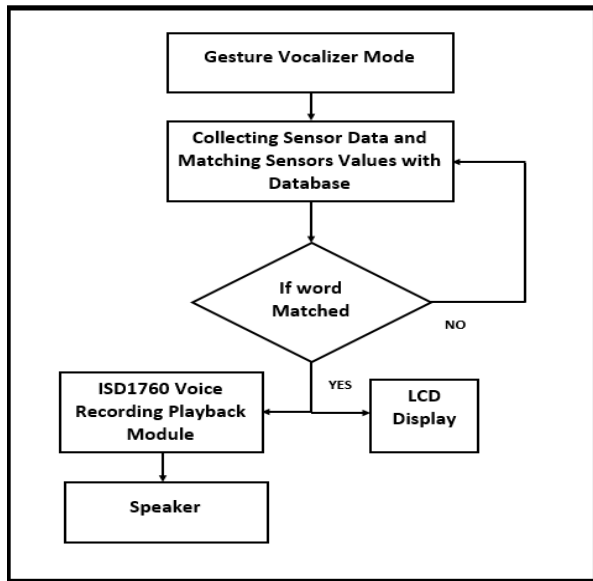 Gesture Vocalizer Mode
Collecting Sensor Data and
Matching Sensors Values with
Database
If word
Matched
NO
YES
ISD1760 Voice
Recording Playback
Module
LCD
Display
Speaker